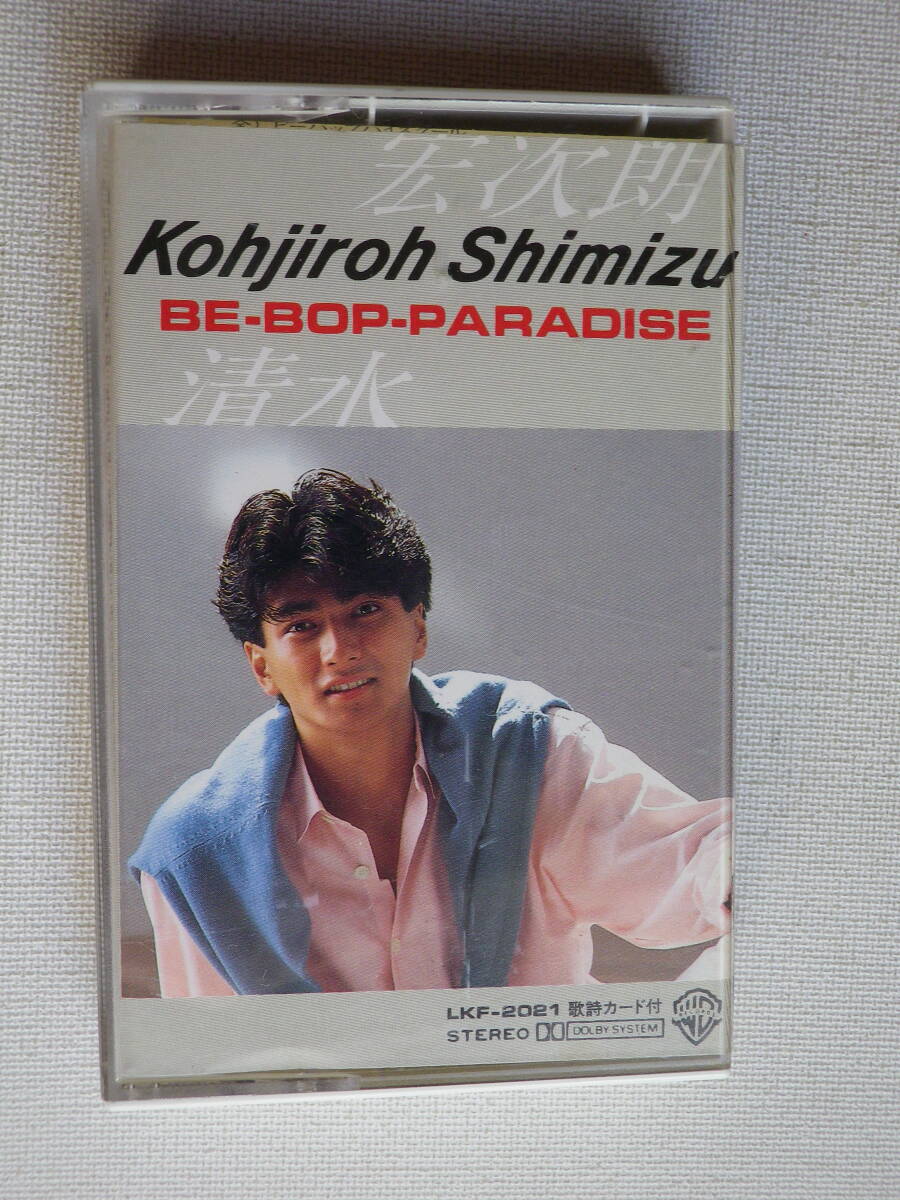 宏次朗
Kohjiroh Shimizu
BE-BOP-PARADISE
清水
LKF-2021 歌詩カード付
STEREO DOLBY SYSTEM